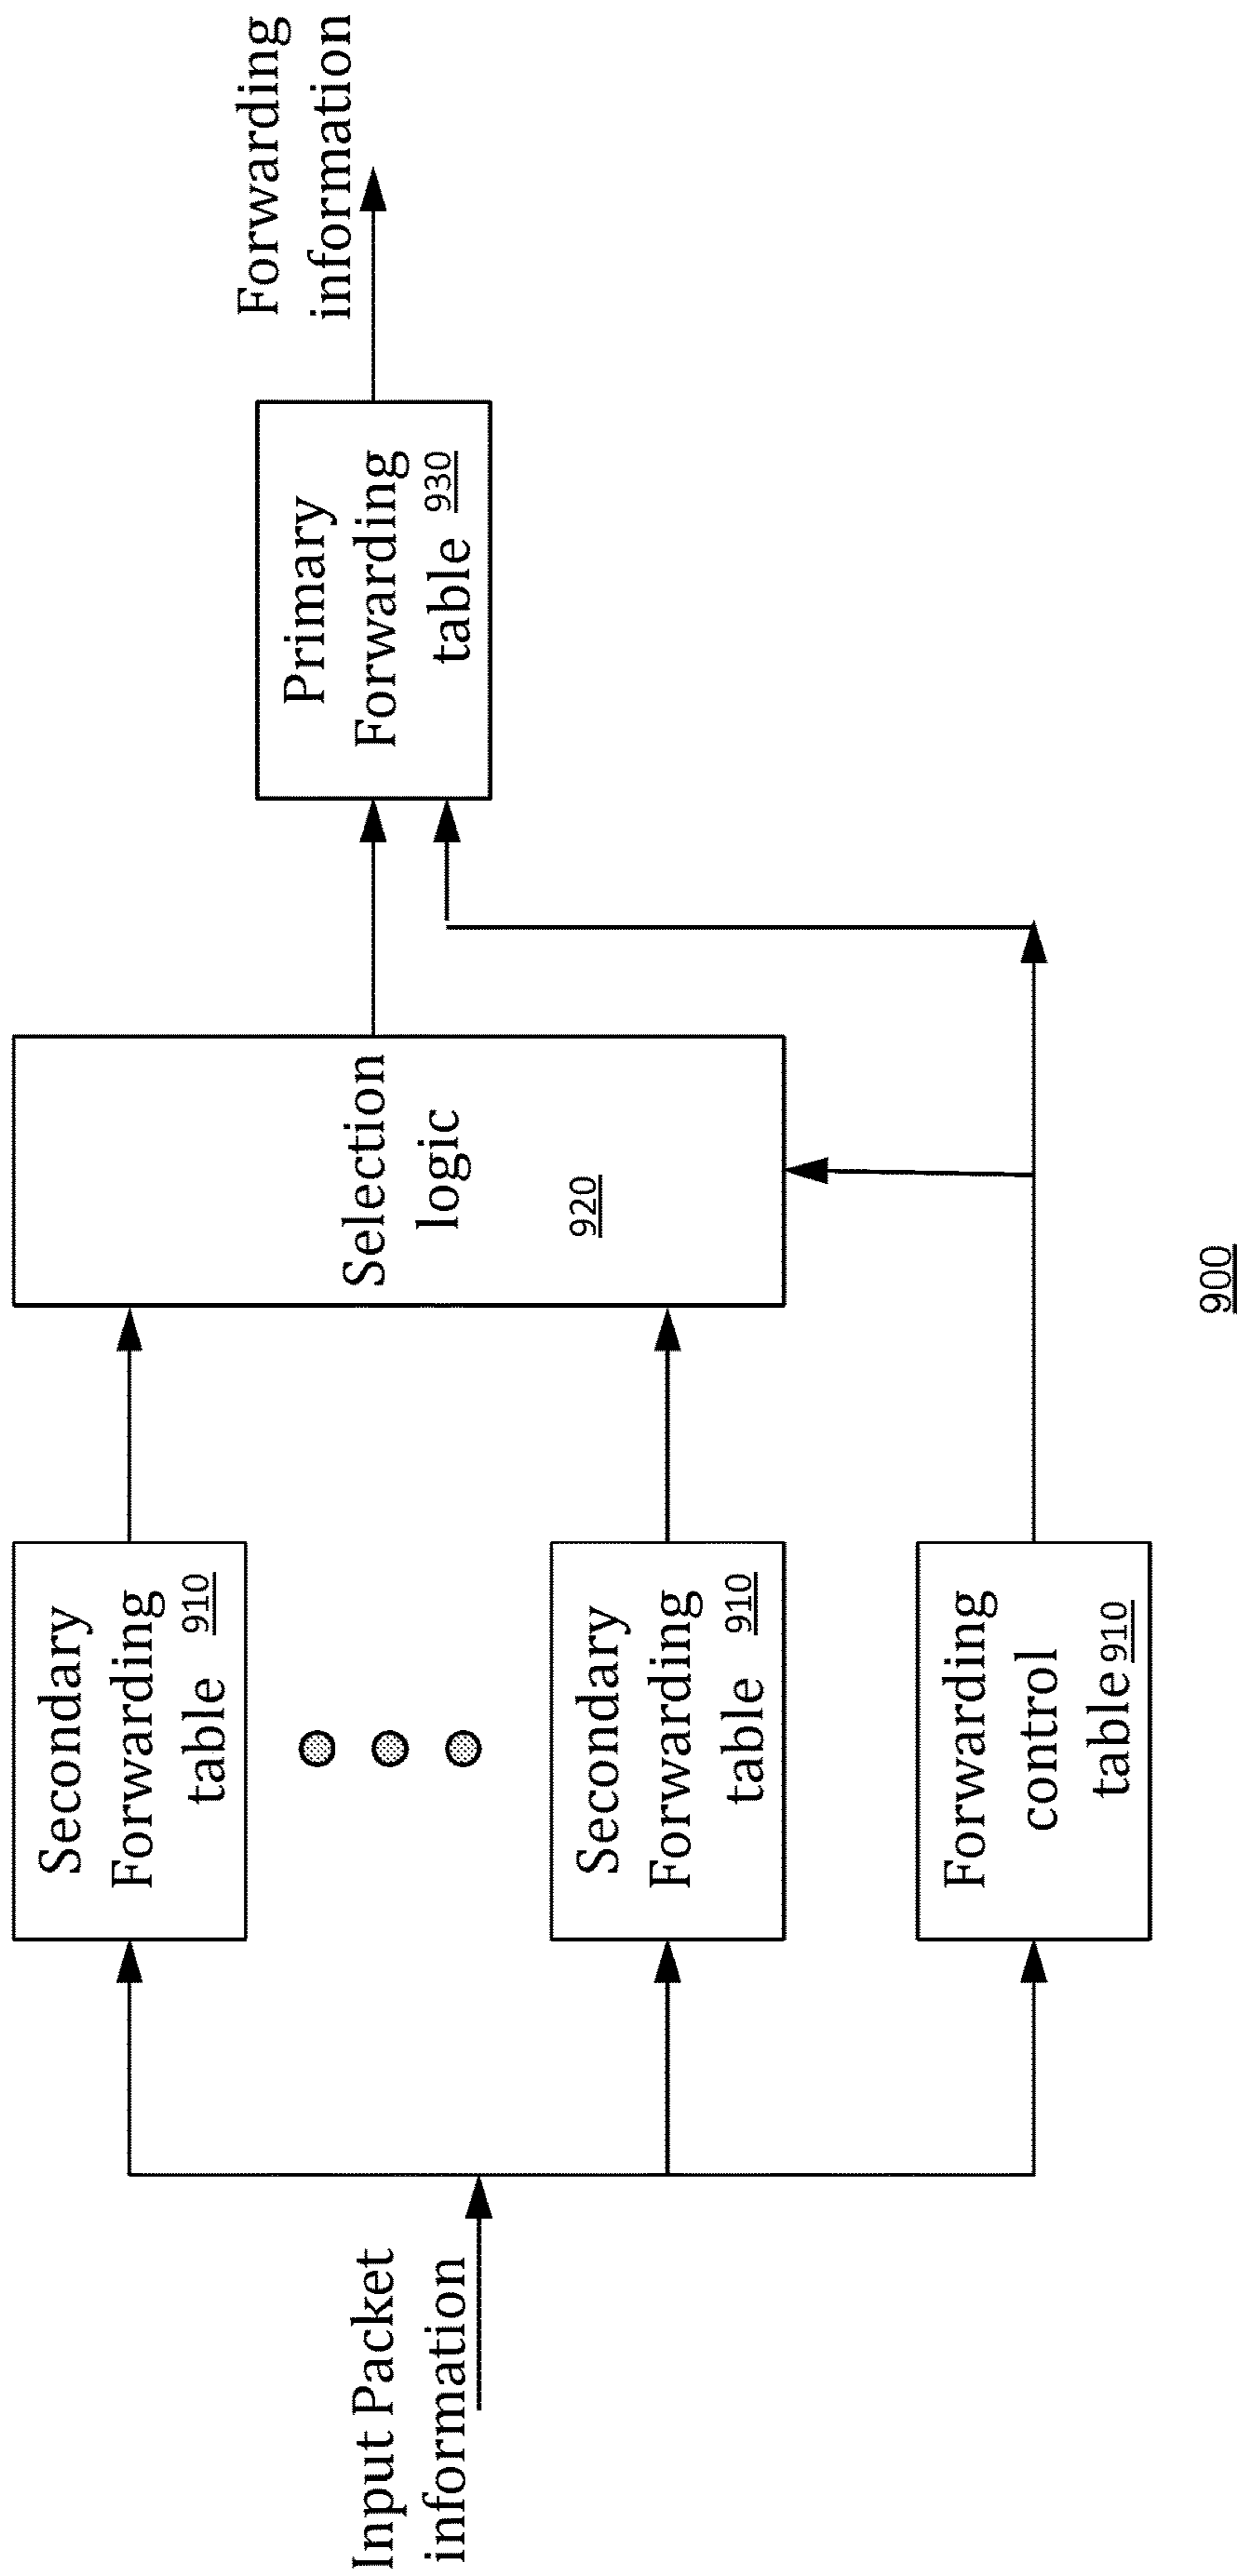 Input Packet
information
Secondary
Forwarding
table 910
Secondary
Forwarding
table 910
Forwarding
control
table 910
Selection
logic
920
Primary
Forwarding
table 930
Forwarding
information
900